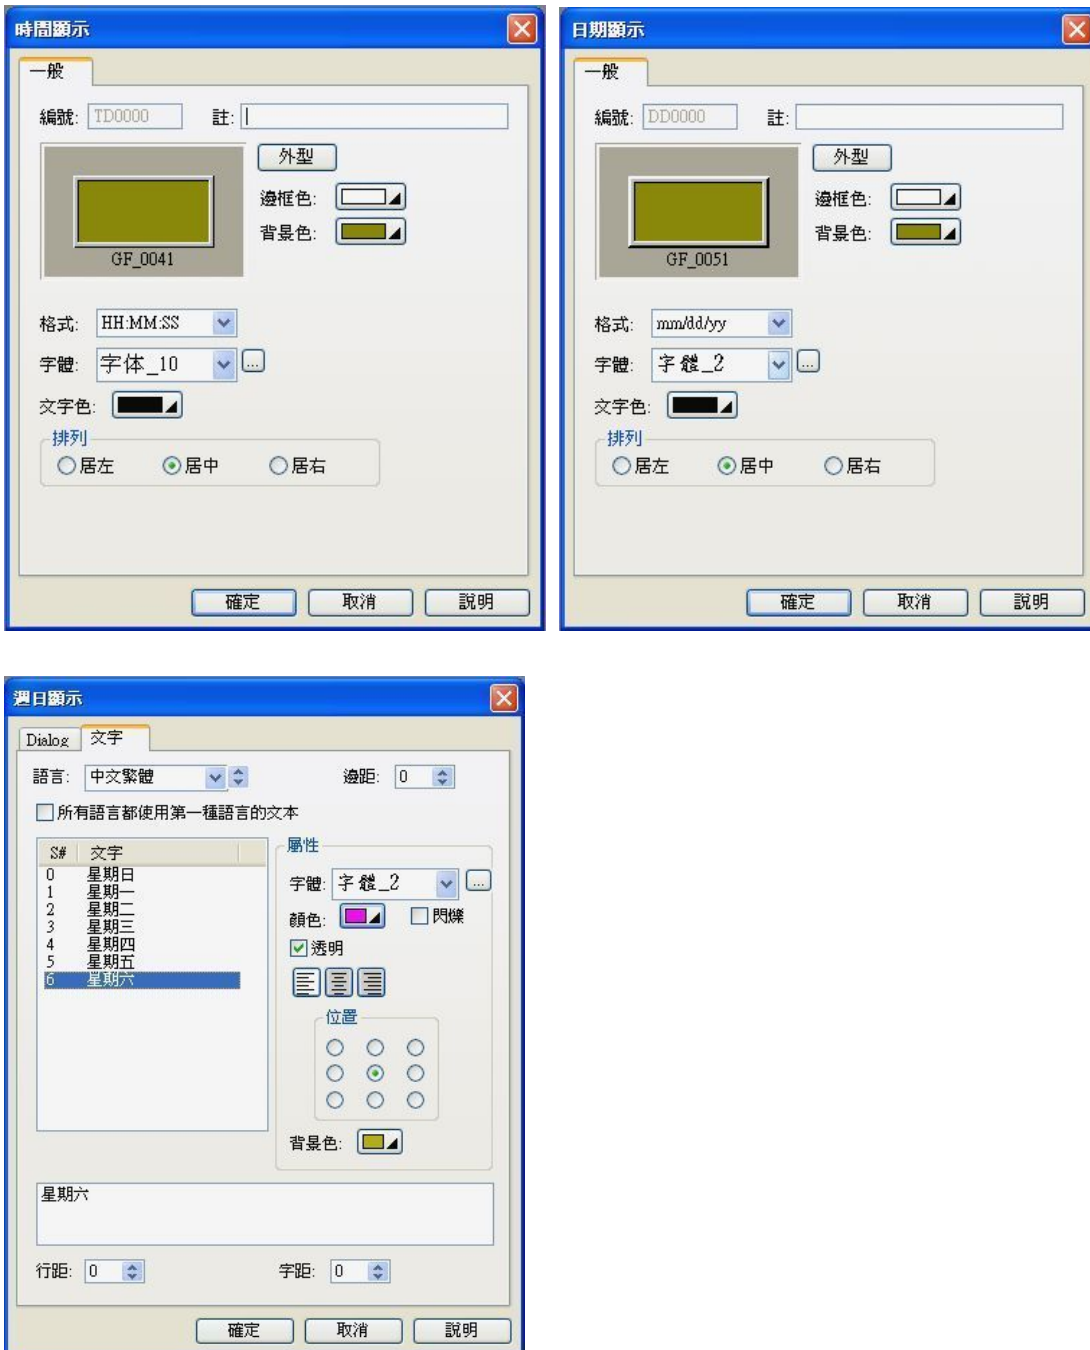 時間顯示
一般
編號: TD0000 註:
外型
邊框色:
背景色:
GF_0041
格式: HH:MM:SS
字體: 字体_10 ...
文字色:
排列
居左 居中 居右
確定 取消 說明
日期顯示
一般
編號: DD0000 註:
外型
邊框色:
背景色:
GF_0051
格式: mm/dd/yy
字體: 字體_2 ...
文字色:
排列
居左 居中 居右
確定 取消 說明
週日顯示
Dialog 文字
語言: 中文繁體 邊距: 0
所有語言都使用第一種語言的文本
S# 文字
0 星期日
1 星期一
2 星期二
3 星期三
4 星期四
5 星期五
6 星期六
屬性
字體: 字體_2 ...
顏色: 閃爍
透明
位置
背景色:
星期六
行距: 0 字距: 0
確定 取消 說明